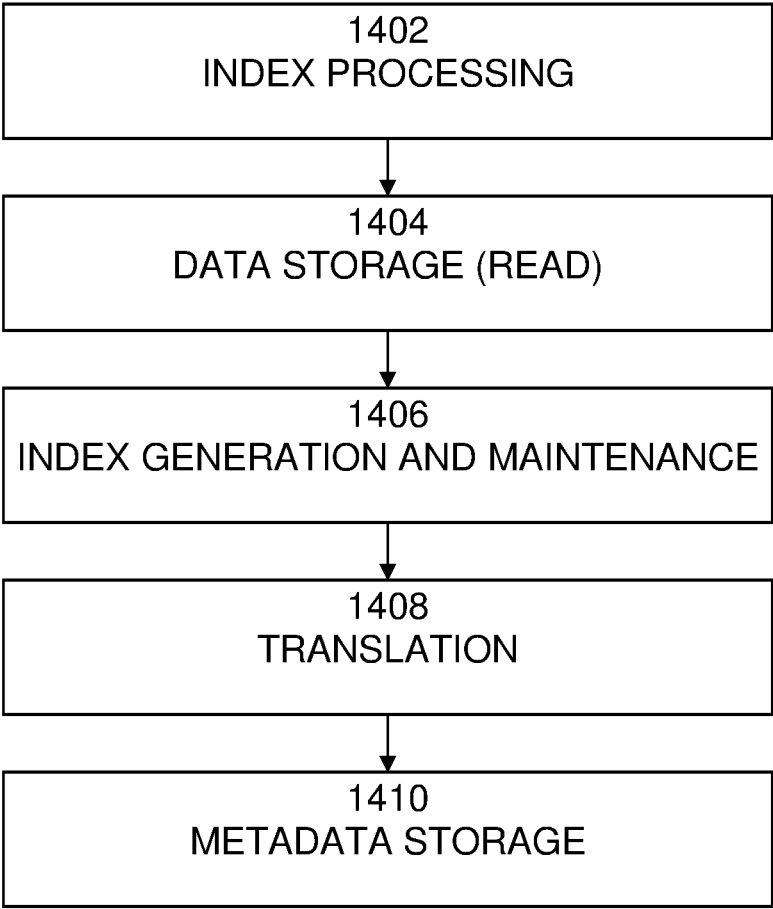 1402
INDEX PROCESSING
1404
DATA STORAGE (READ)
1406
INDEX GENERATION AND MAINTENANCE
1408
TRANSLATION
1410
METADATA STORAGE